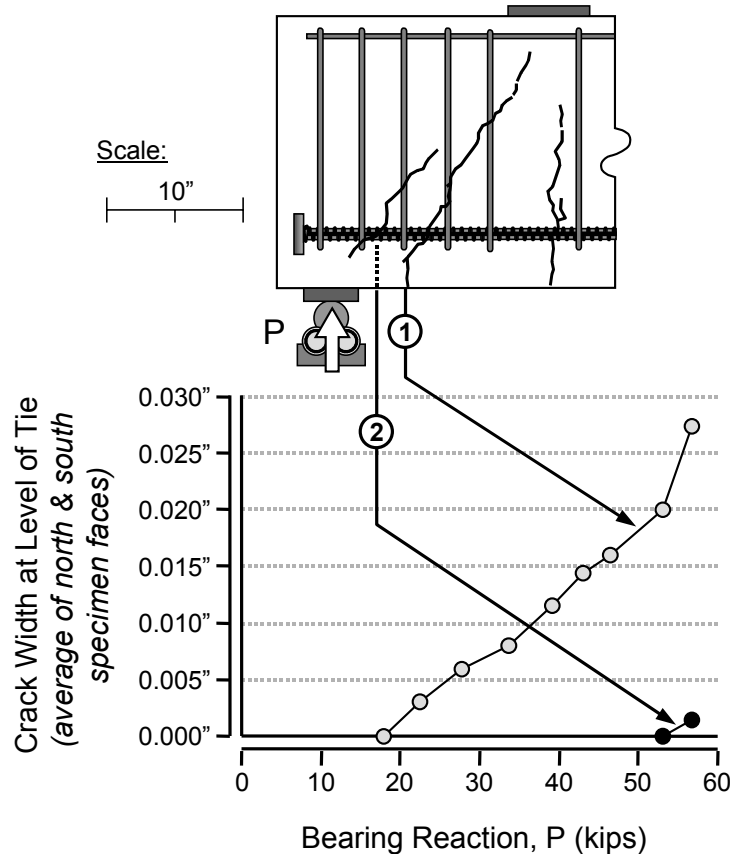 Scale:
10”
P
1
2
Crack Width at Level of Tie
(average of north & south
specimen faces)
0.030”
0.025”
0.020”
0.015”
0.010”
0.005”
0.000”
0 10 20 30 40 50 60
Bearing Reaction, P (kips)